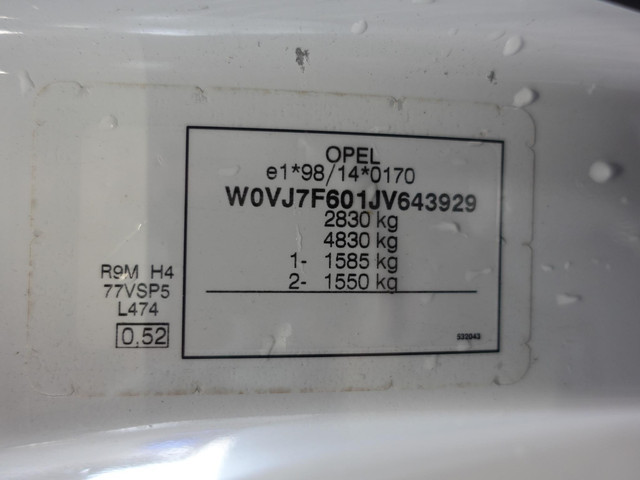 OPEL
e1*98/14*0170
W0VJ7F601JV643929
2830 kg
4830 kg
1- 1585 kg
2- 1550 kg
R9M H4
77VSP5
L474
0,52
532043